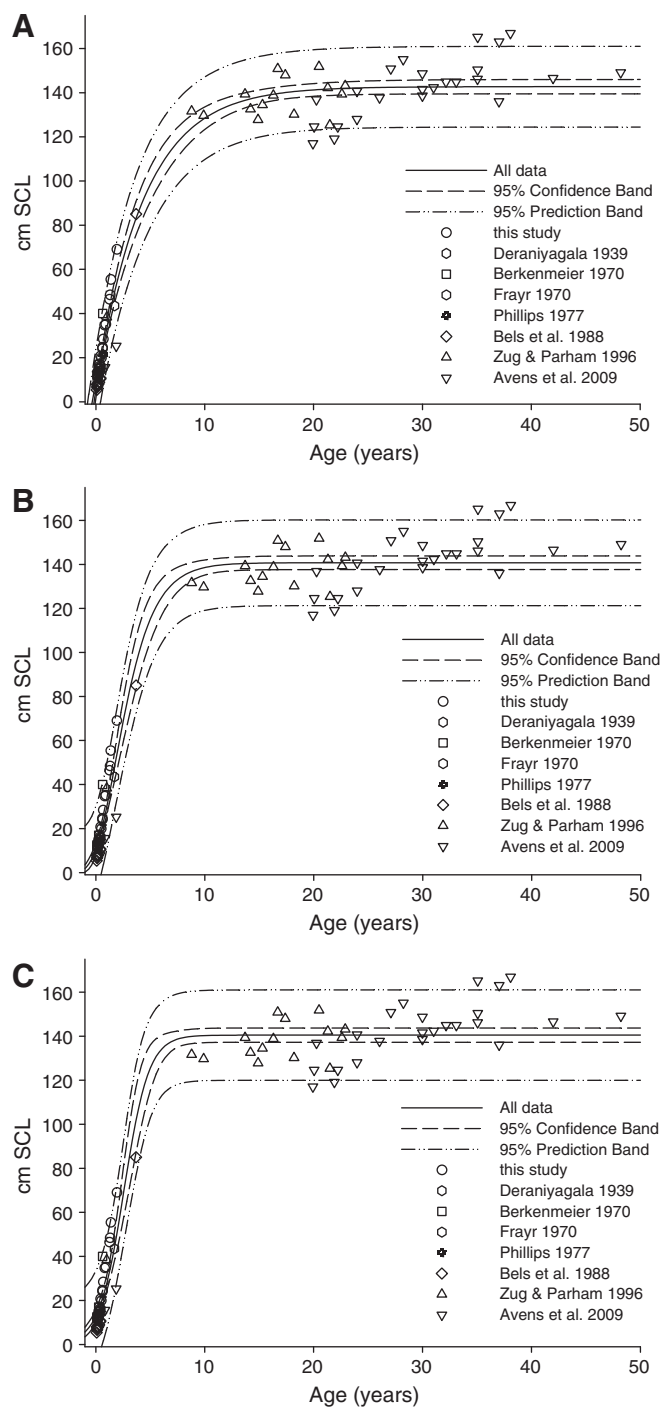 A
160
140
120
100
80
60
40
20
0
cm SCL
All data
95% Confidence Band
95% Prediction Band
this study
Deraniyagala 1939
Berkenmeier 1970
Frayr 1970
Phillips 1977
Bels et al. 1988
Zug & Parham 1996
Avens et al. 2009
0 10 20 30 40 50
Age (years)
B
160
140
120
100
80
60
40
20
0
cm SCL
All data
95% Confidence Band
95% Prediction Band
this study
Deraniyagala 1939
Berkenmeier 1970
Frayr 1970
Phillips 1977
Bels et al. 1988
Zug & Parham 1996
Avens et al. 2009
0 10 20 30 40 50
Age (years)
C
160
140
120
100
80
60
40
20
0
cm SCL
All data
95% Confidence Band
95% Prediction Band
this study
Deraniyagala 1939
Berkenmeier 1970
Frayr 1970
Phillips 1977
Bels et al. 1988
Zug & Parham 1996
Avens et al. 2009
0 10 20 30 40 50
Age (years)